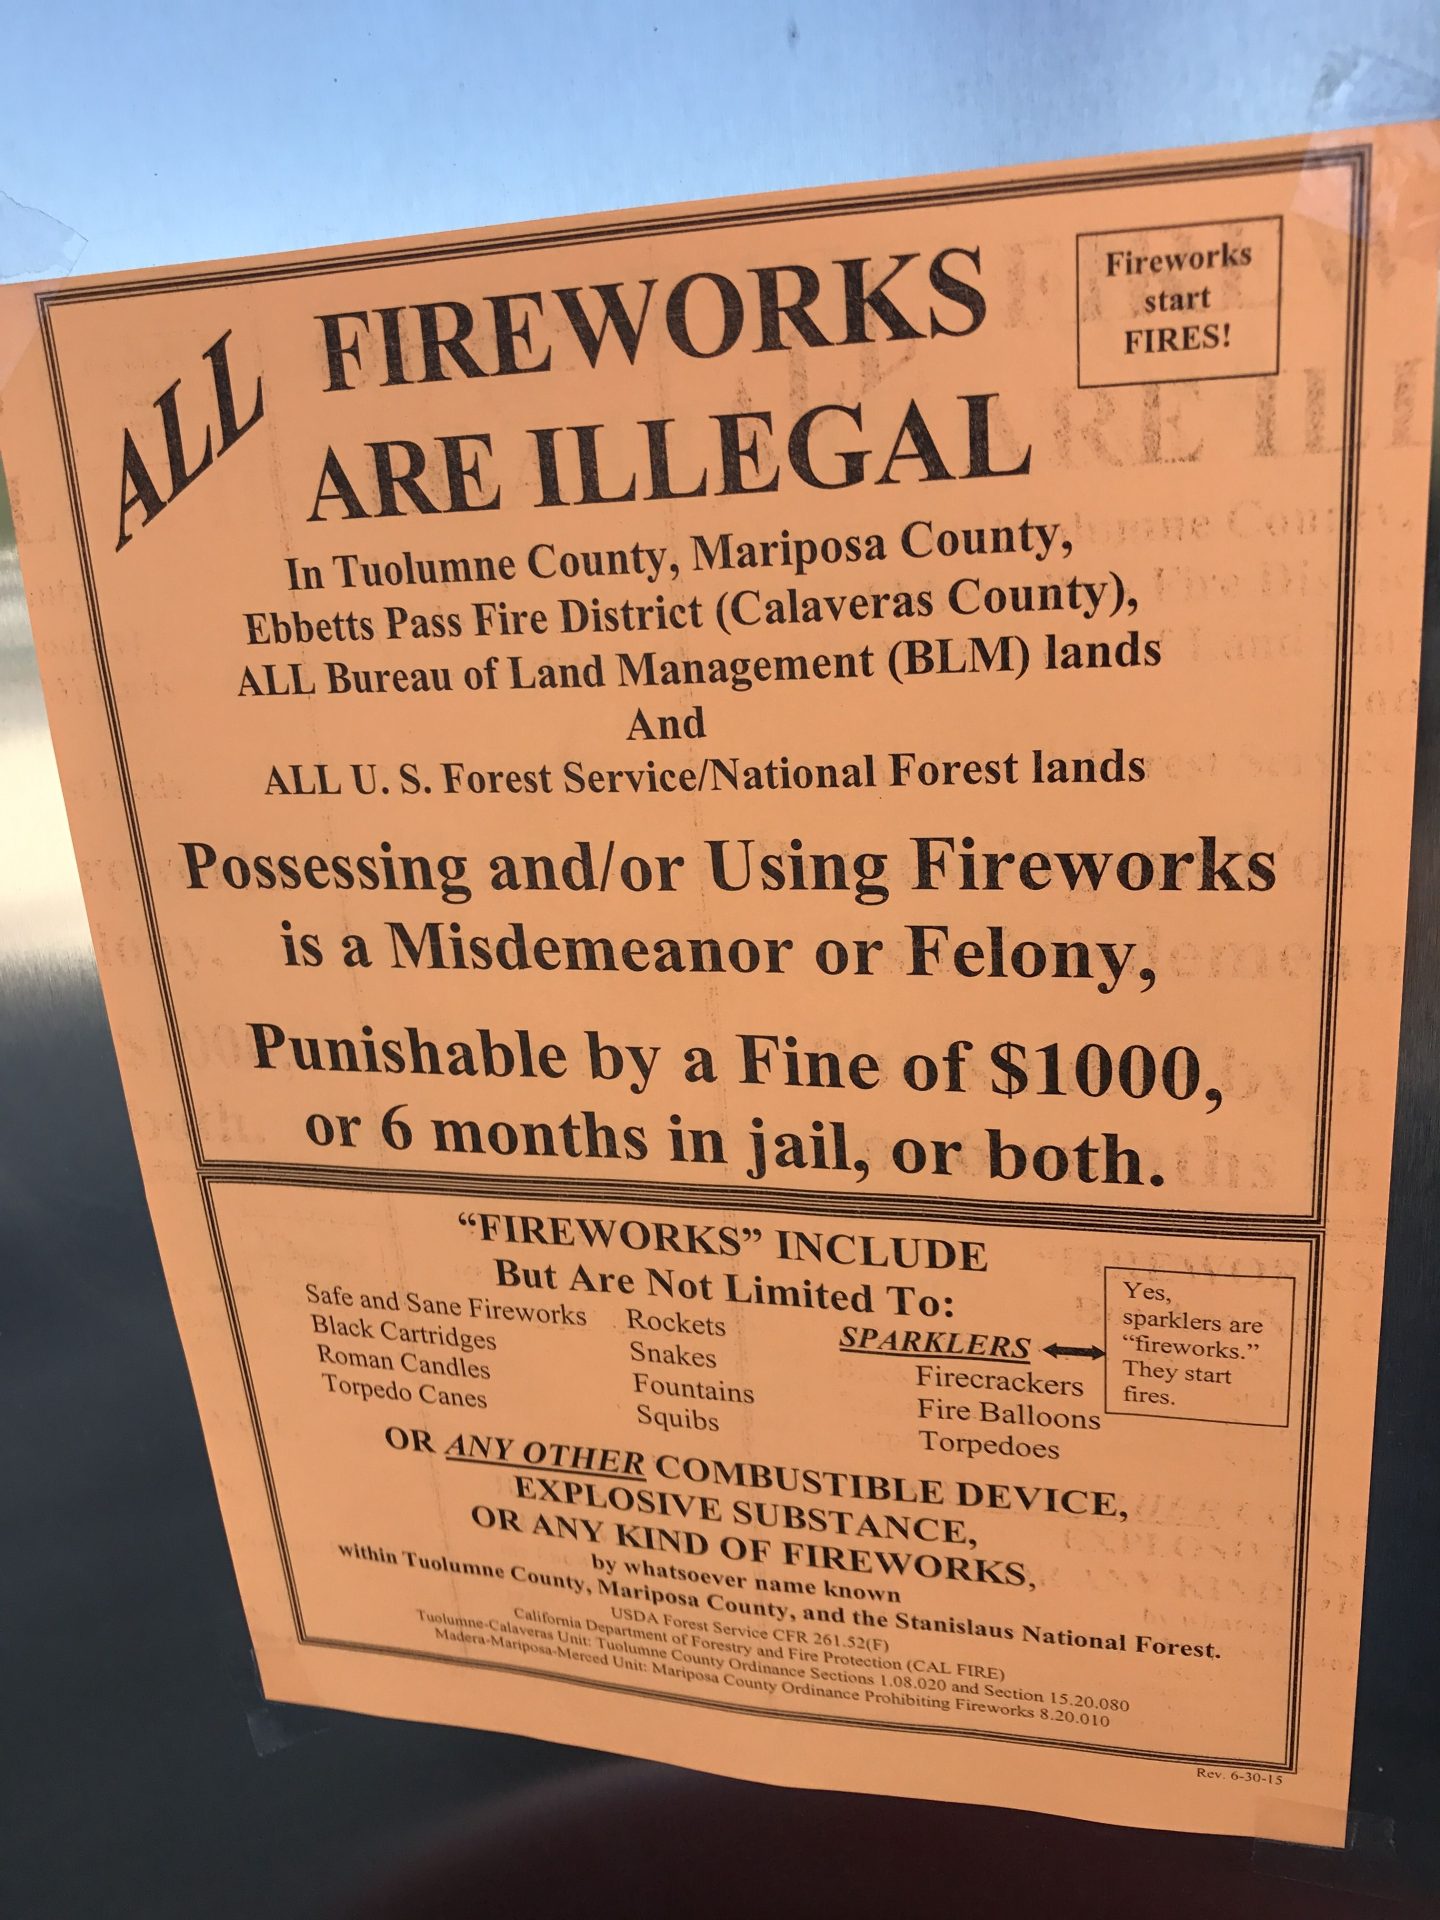 ALL FIREWORKS
ARE ILLEGAL
Fireworks
start
FIRES!
In Tuolumne County, Mariposa County,
Ebbetts Pass Fire District (Calaveras County),
ALL Bureau of Land Management (BLM) lands
And
ALL U. S. Forest Service/National Forest lands
Possessing and/or Using Fireworks
is a Misdemeanor or Felony,
Punishable by a Fine of $1000,
or 6 months in jail, or both.
“FIREWORKS” INCLUDE
But Are Not Limited To:
Safe and Sane Fireworks
Black Cartridges
Roman Candles
Torpedo Canes
Rockets
Snakes
Fountains
Squibs
SPARKLERS
Firecrackers
Fire Balloons
Torpedoes
Yes,
sparklers are
“fireworks.”
They start
fires.
OR ANY OTHER COMBUSTIBLE DEVICE,
EXPLOSIVE SUBSTANCE,
OR ANY KIND OF FIREWORKS,
by whatsoever name known
within Tuolumne County, Mariposa County, and the Stanislaus National Forest.
USDA Forest Service CFR 261.52(F)
California Department of Forestry and Fire Protection (CAL FIRE)
Tuolumne-Calaveras Unit: Tuolumne County Ordinance Sections 1.08.020 and Section 15.20.080
Madera-Mariposa-Merced Unit: Mariposa County Ordinance Prohibiting Fireworks 8.20.010
Rev. 6-30-15